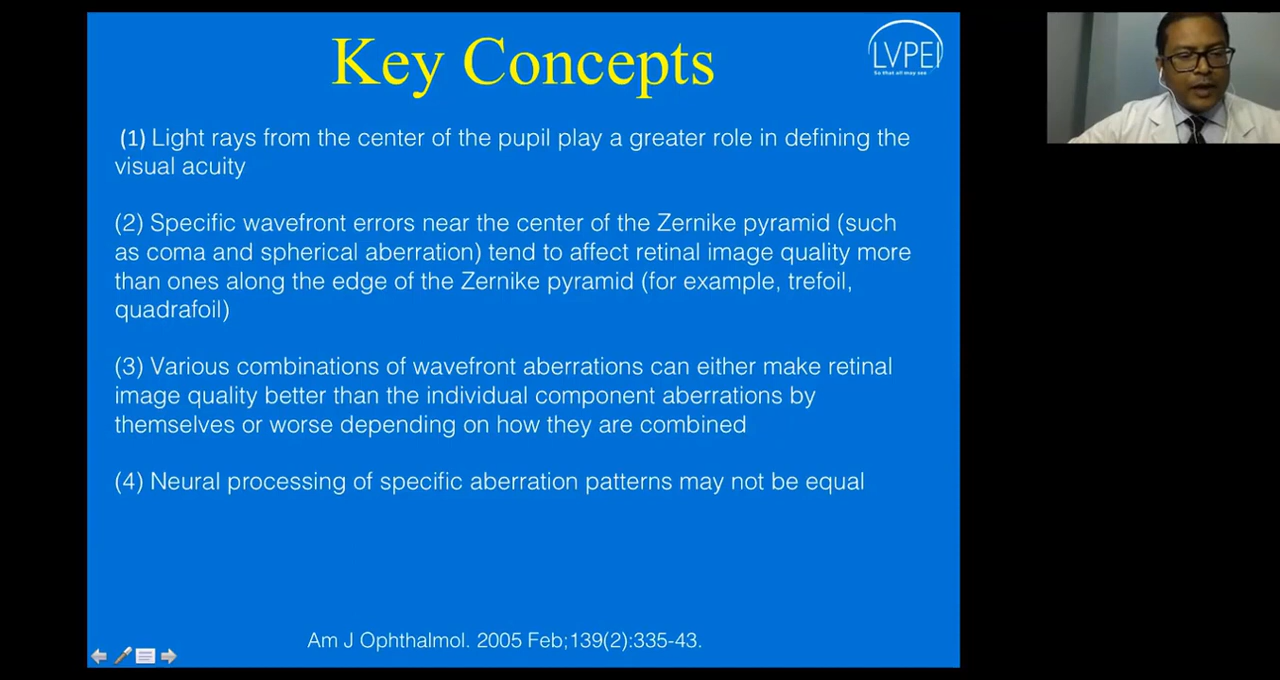 Key Concepts
LVPEI
So that all may see
(1) Light rays from the center of the pupil play a greater role in defining the
visual acuity
(2) Specific wavefront errors near the center of the Zernike pyramid (such
as coma and spherical aberration) tend to affect retinal image quality more
than ones along the edge of the Zernike pyramid (for example, trefoil,
quadrafoil)
(3) Various combinations of wavefront aberrations can either make retinal
image quality better than the individual component aberrations by
themselves or worse depending on how they are combined
(4) Neural processing of specific aberration patterns may not be equal
Am J Ophthalmol. 2005 Feb;139(2):335-43.